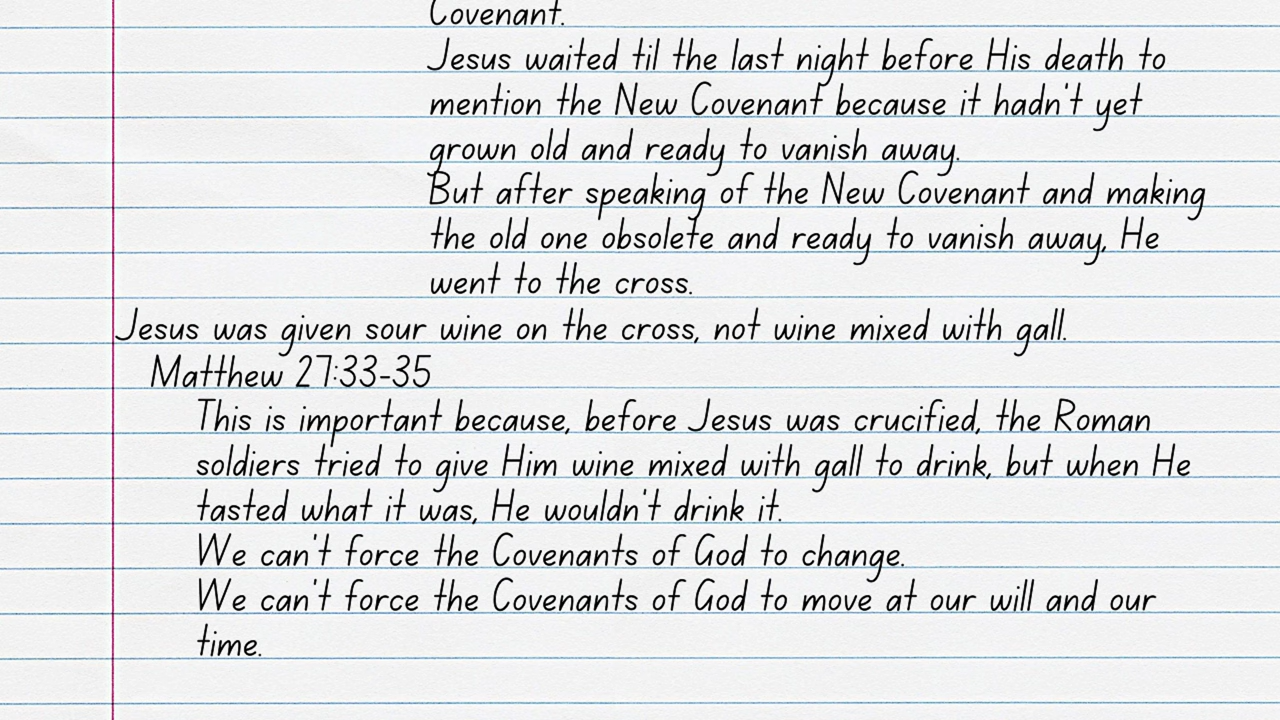 Covenant.
Jesus waited til the last night before His death to
mention the New Covenant because it hadn't yet
grown old and ready to vanish away.
But after speaking of the New Covenant and making
the old one obsolete and ready to vanish away, He
went to the cross.
Jesus was given sour wine on the cross, not wine mixed with gall.
Matthew 27:33-35
This is important because, before Jesus was crucified, the Roman
soldiers tried to give Him wine mixed with gall to drink, but when He
tasted what it was, He wouldn't drink it.
We can't force the Covenants of God to change.
We can't force the Covenants of God to move at our will and our
time.